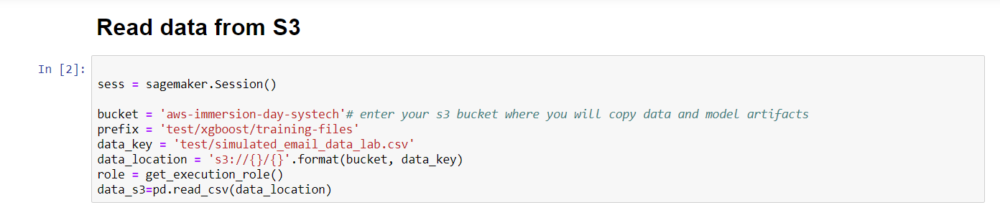 Read data from S3
In [2]:
sess = sagemaker.Session()
bucket = 'aws-immersion-day-systech'# enter your s3 bucket where you will copy data and model artifacts
prefix = 'test/xgboost/training-files'
data_key = 'test/simulated_email_data_lab.csv'
data_location = 's3://{}/{}'.format(bucket, data_key)
role = get_execution_role()
data_s3=pd.read_csv(data_location)